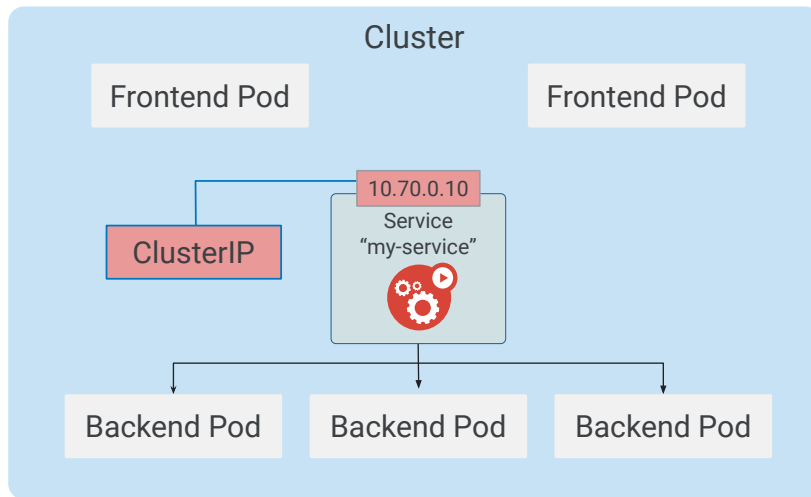 Cluster
Frontend Pod
Frontend Pod
10.70.0.10
ClusterIP
Service
“my-service”
Backend Pod
Backend Pod
Backend Pod